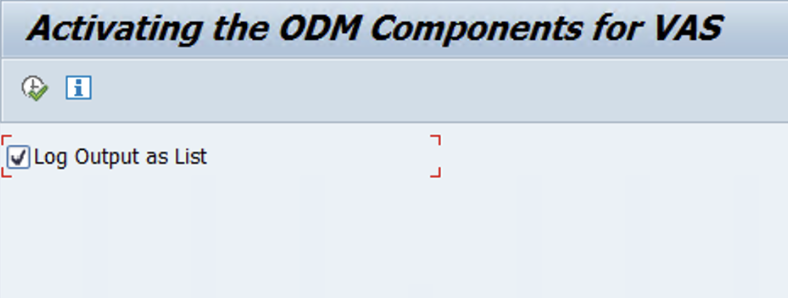 Activating the ODM Components for VAS
Log Output as List